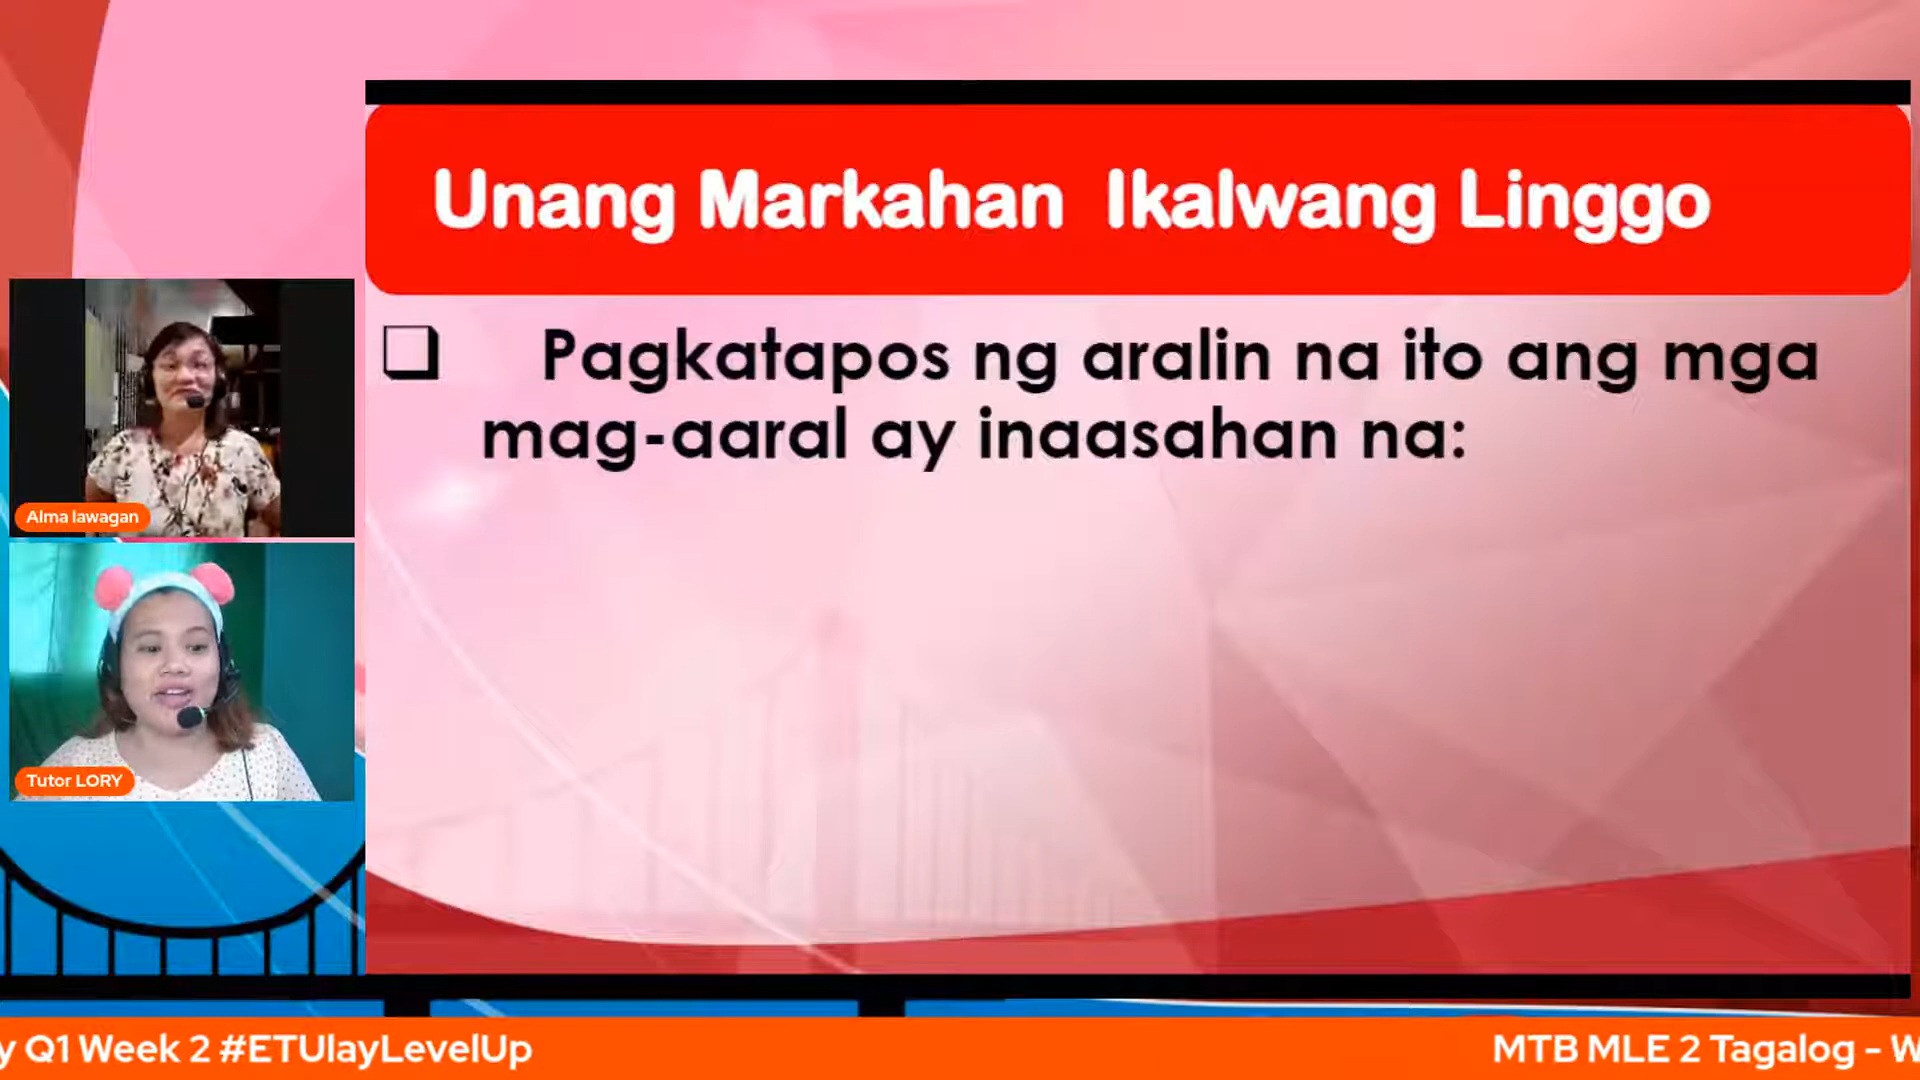 Unang Markahan Ikalwang Linggo
Pagkatapos ng aralin na ito ang mga
mag-aaral ay inaasahan na:
Alma lawagan
Tutor LORY
y Q1 Week 2 #ETUlayLevelUp
MTB MLE 2 Tagalog - W